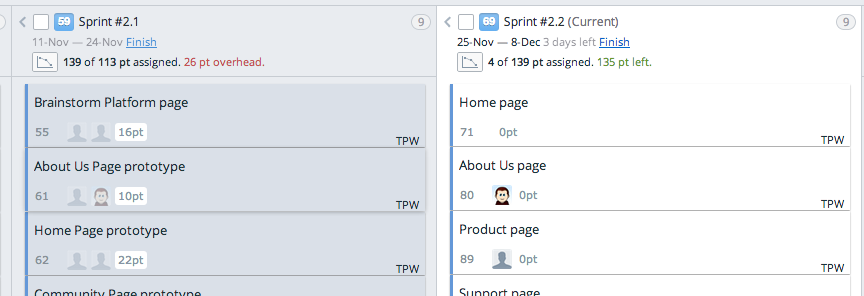 59 Sprint #2.1 9
11-Nov — 24-Nov Finish
139 of 113 pt assigned. 26 pt overhead.
Brainstorm Platform page
55 16pt
TPW
About Us Page prototype
61 10pt
TPW
Home Page prototype
62 22pt
TPW
Community Page prototype
69 Sprint #2.2 (Current) 9
25-Nov — 8-Dec 3 days left Finish
4 of 139 pt assigned. 135 pt left.
Home page
71 0pt
TPW
About Us page
80 0pt
TPW
Product page
89 0pt
TPW
Support page